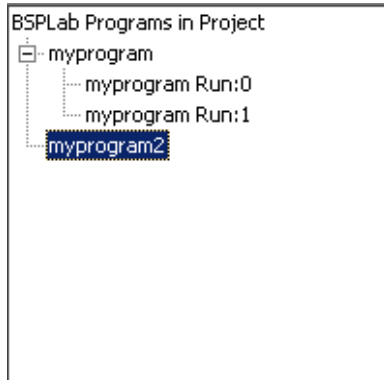 BSPLab Programs in Project
myprogram
myprogram Run:0
myprogram Run:1
myprogram2